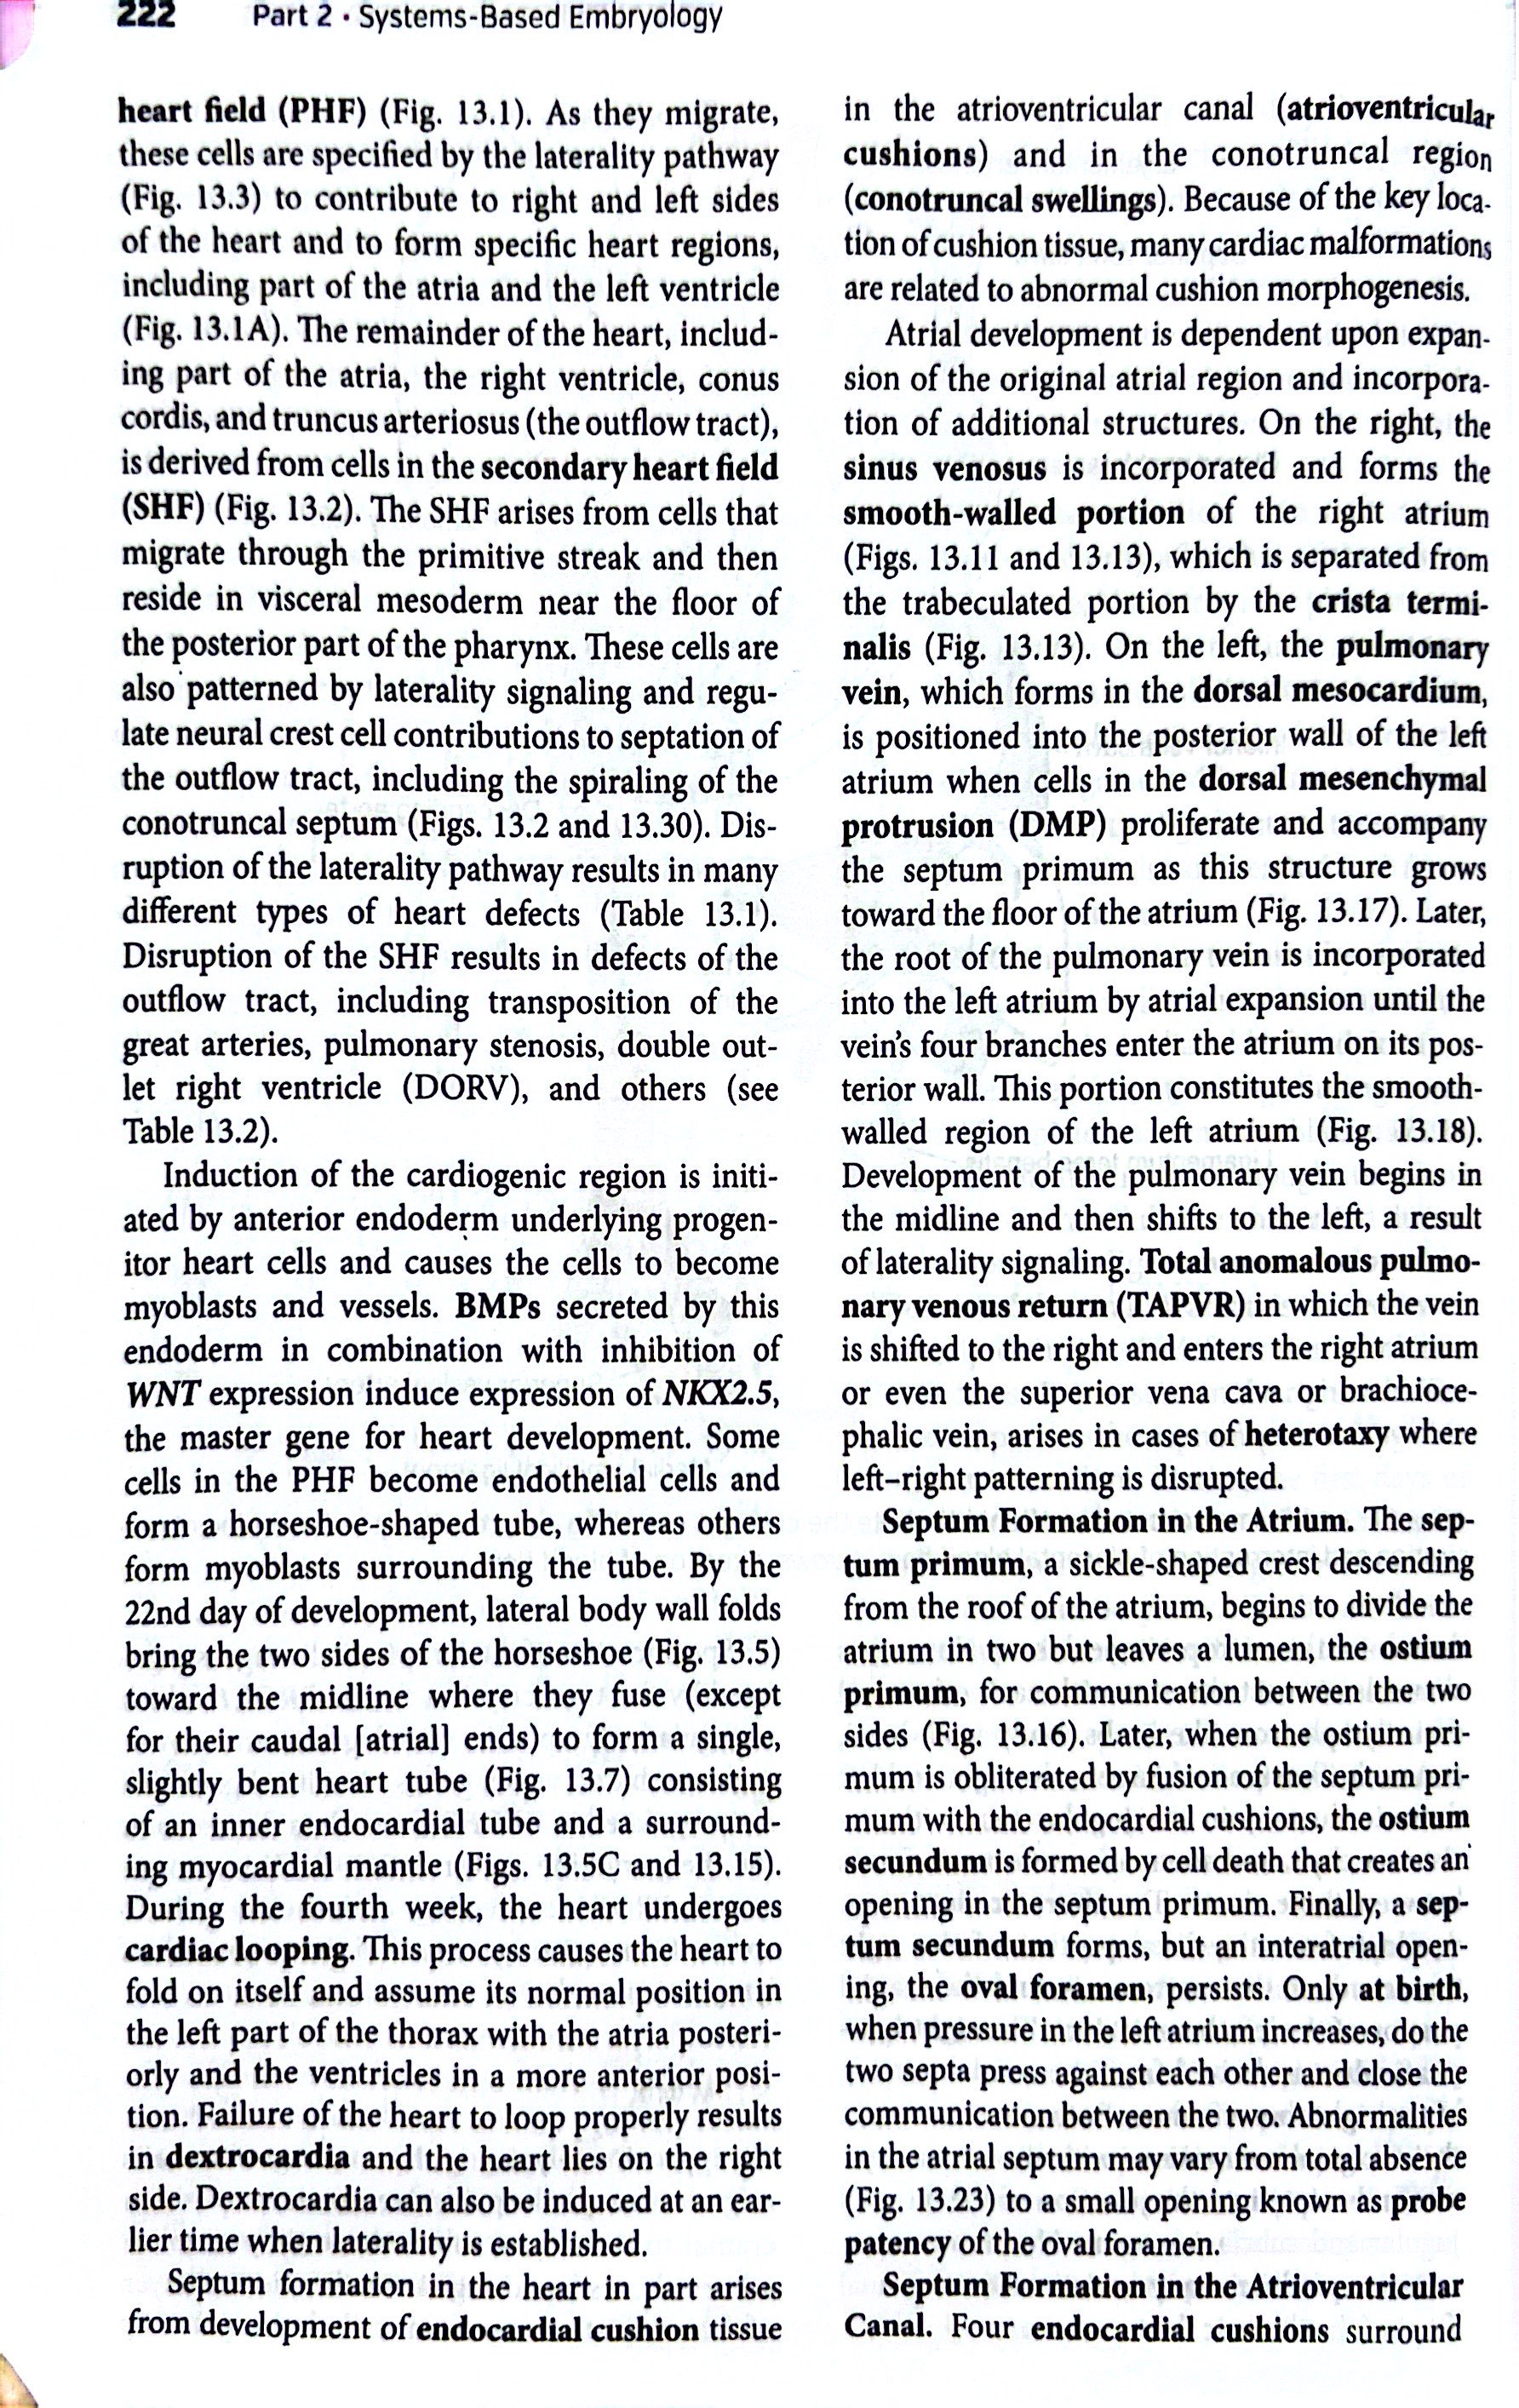 222 Part 2 · Systems-Based Embryology
heart field (PHF) (Fig. 13.1). As they migrate,
these cells are specified by the laterality pathway
(Fig. 13.3) to contribute to right and left sides
of the heart and to form specific heart regions,
including part of the atria and the left ventricle
(Fig. 13.1A). The remainder of the heart, includ-
ing part of the atria, the right ventricle, conus
cordis, and truncus arteriosus (the outflow tract),
is derived from cells in the secondary heart field
(SHF) (Fig. 13.2). The SHF arises from cells that
migrate through the primitive streak and then
reside in visceral mesoderm near the floor of
the posterior part of the pharynx. These cells are
also patterned by laterality signaling and regu-
late neural crest cell contributions to septation of
the outflow tract, including the spiraling of the
conotruncal septum (Figs. 13.2 and 13.30). Dis-
ruption of the laterality pathway results in many
different types of heart defects (Table 13.1).
Disruption of the SHF results in defects of the
outflow tract, including transposition of the
great arteries, pulmonary stenosis, double out-
let right ventricle (DORV), and others (see
Table 13.2).
Induction of the cardiogenic region is initi-
ated by anterior endoderm underlying progen-
itor heart cells and causes the cells to become
myoblasts and vessels. BMPs secreted by this
endoderm in combination with inhibition of
WNT expression induce expression of NKX2.5,
the master gene for heart development. Some
cells in the PHF become endothelial cells and
form a horseshoe-shaped tube, whereas others
form myoblasts surrounding the tube. By the
22nd day of development, lateral body wall folds
bring the two sides of the horseshoe (Fig. 13.5)
toward the midline where they fuse (except
for their caudal [atrial] ends) to form a single,
slightly bent heart tube (Fig. 13.7) consisting
of an inner endocardial tube and a surround-
ing myocardial mantle (Figs. 13.5C and 13.15).
During the fourth week, the heart undergoes
cardiac looping. This process causes the heart to
fold on itself and assume its normal position in
the left part of the thorax with the atria posteri-
orly and the ventricles in a more anterior posi-
tion. Failure of the heart to loop properly results
in dextrocardia and the heart lies on the right
side. Dextrocardia can also be induced at an ear-
lier time when laterality is established.
Septum formation in the heart in part arises
from development of endocardial cushion tissue
in the atrioventricular canal (atrioventricular
cushions) and in the conotruncal region
(conotruncal swellings). Because of the key loca-
tion of cushion tissue, many cardiac malformations
are related to abnormal cushion morphogenesis.
Atrial development is dependent upon expan-
sion of the original atrial region and incorpora-
tion of additional structures. On the right, the
sinus venosus is incorporated and forms the
smooth-walled portion of the right atrium
(Figs. 13.11 and 13.13), which is separated from
the trabeculated portion by the crista termi-
nalis (Fig. 13.13). On the left, the pulmonary
vein, which forms in the dorsal mesocardium,
is positioned into the posterior wall of the left
atrium when cells in the dorsal mesenchymal
protrusion (DMP) proliferate and accompany
the septum primum as this structure grows
toward the floor of the atrium (Fig. 13.17). Later,
the root of the pulmonary vein is incorporated
into the left atrium by atrial expansion until the
vein's four branches enter the atrium on its pos-
terior wall. This portion constitutes the smooth-
walled region of the left atrium (Fig. 13.18).
Development of the pulmonary vein begins in
the midline and then shifts to the left, a result
of laterality signaling. Total anomalous pulmo-
nary venous return (TAPVR) in which the vein
is shifted to the right and enters the right atrium
or even the superior vena cava or brachioce-
phalic vein, arises in cases of heterotaxy where
left–right patterning is disrupted.
Septum Formation in the Atrium. The sep-
tum primum, a sickle-shaped crest descending
from the roof of the atrium, begins to divide the
atrium in two but leaves a lumen, the ostium
primum, for communication between the two
sides (Fig. 13.16). Later, when the ostium pri-
mum is obliterated by fusion of the septum pri-
mum with the endocardial cushions, the ostium
secundum is formed by cell death that creates an
opening in the septum primum. Finally, a sep-
tum secundum forms, but an interatrial open-
ing, the oval foramen, persists. Only at birth,
when pressure in the left atrium increases, do the
two septa press against each other and close the
communication between the two. Abnormalities
in the atrial septum may vary from total absence
(Fig. 13.23) to a small opening known as probe
patency of the oval foramen.
Septum Formation in the Atrioventricular
Canal. Four endocardial cushions surround